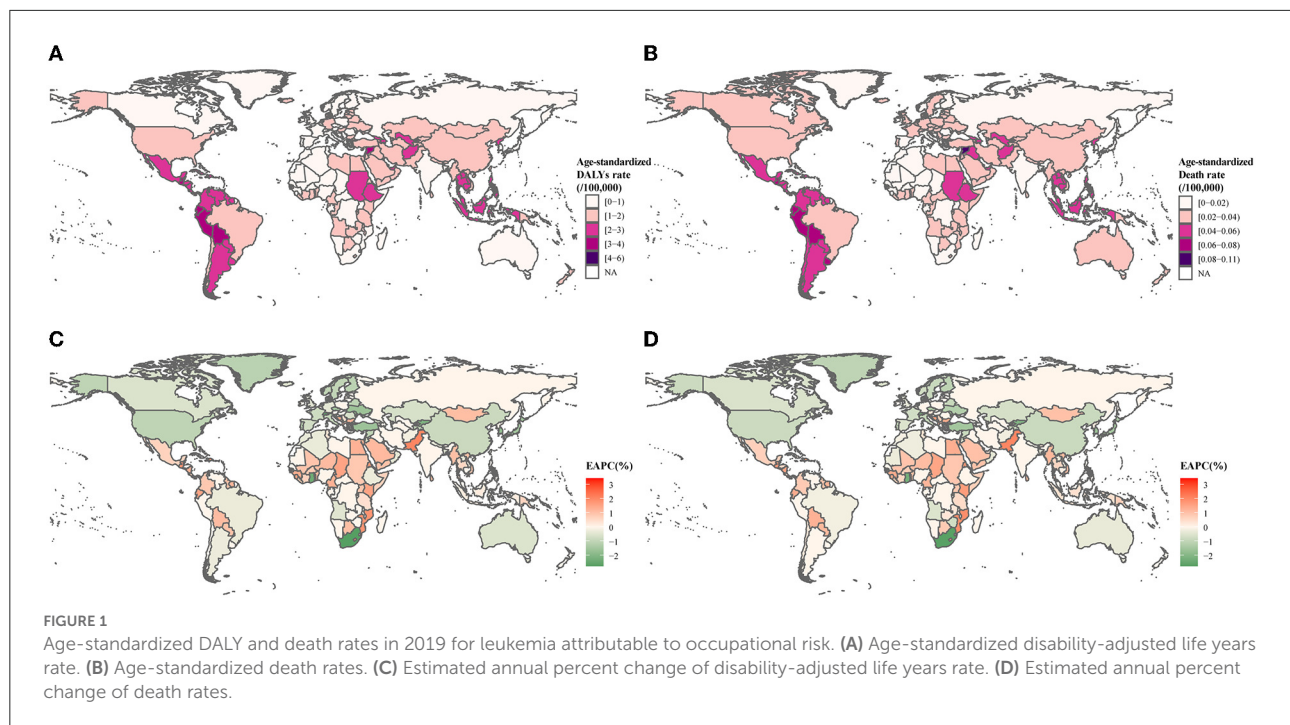 A
B
Age-standardized
DALYs rate
(/100,000)
[0−1)
[1−2)
[2−3)
[3−4)
[4−6)
NA
Age-standardized
Death rate
(/100,000)
[0−0.02)
[0.02−0.04)
[0.04−0.06)
[0.06−0.08)
[0.08−0.11)
NA
C
D
EAPC(%)
3
2
1
0
−1
−2
EAPC(%)
3
2
1
0
−1
−2
FIGURE 1
Age-standardized DALY and death rates in 2019 for leukemia attributable to occupational risk. (A) Age-standardized disability-adjusted life years
rate. (B) Age-standardized death rates. (C) Estimated annual percent change of disability-adjusted life years rate. (D) Estimated annual percent
change of death rates.